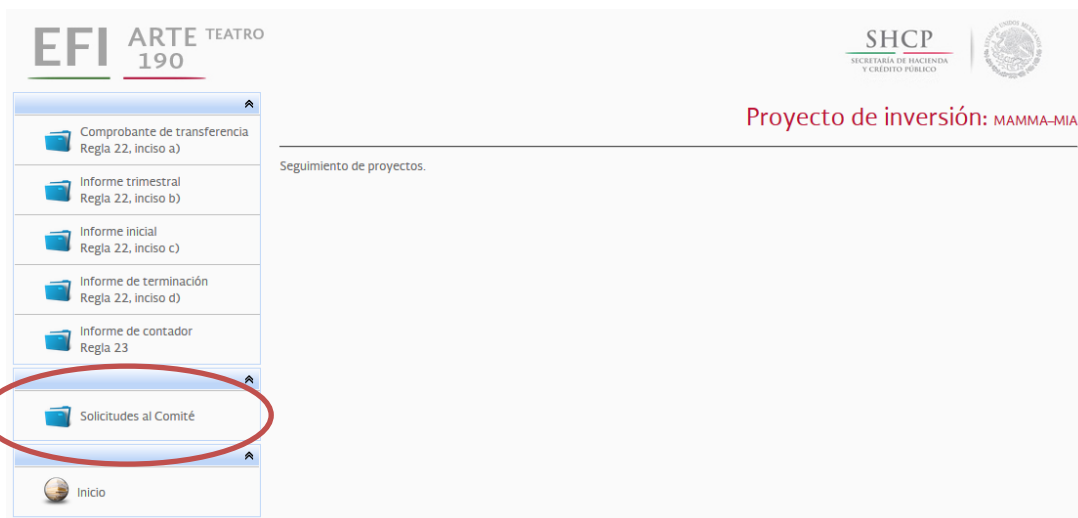 EFI ARTE TEATRO
190
SHCP
SECRETARÍA DE HACIENDA
Y CRÉDITO PÚBLICO
Proyecto de inversión: MAMMA-MIA
Comprobante de transferencia
Regla 22, inciso a)
Informe trimestral
Regla 22, inciso b)
Informe inicial
Regla 22, inciso c)
Informe de terminación
Regla 22, inciso d)
Informe de contador
Regla 23
Solicitudes al Comité
Inicio
Seguimiento de proyectos.